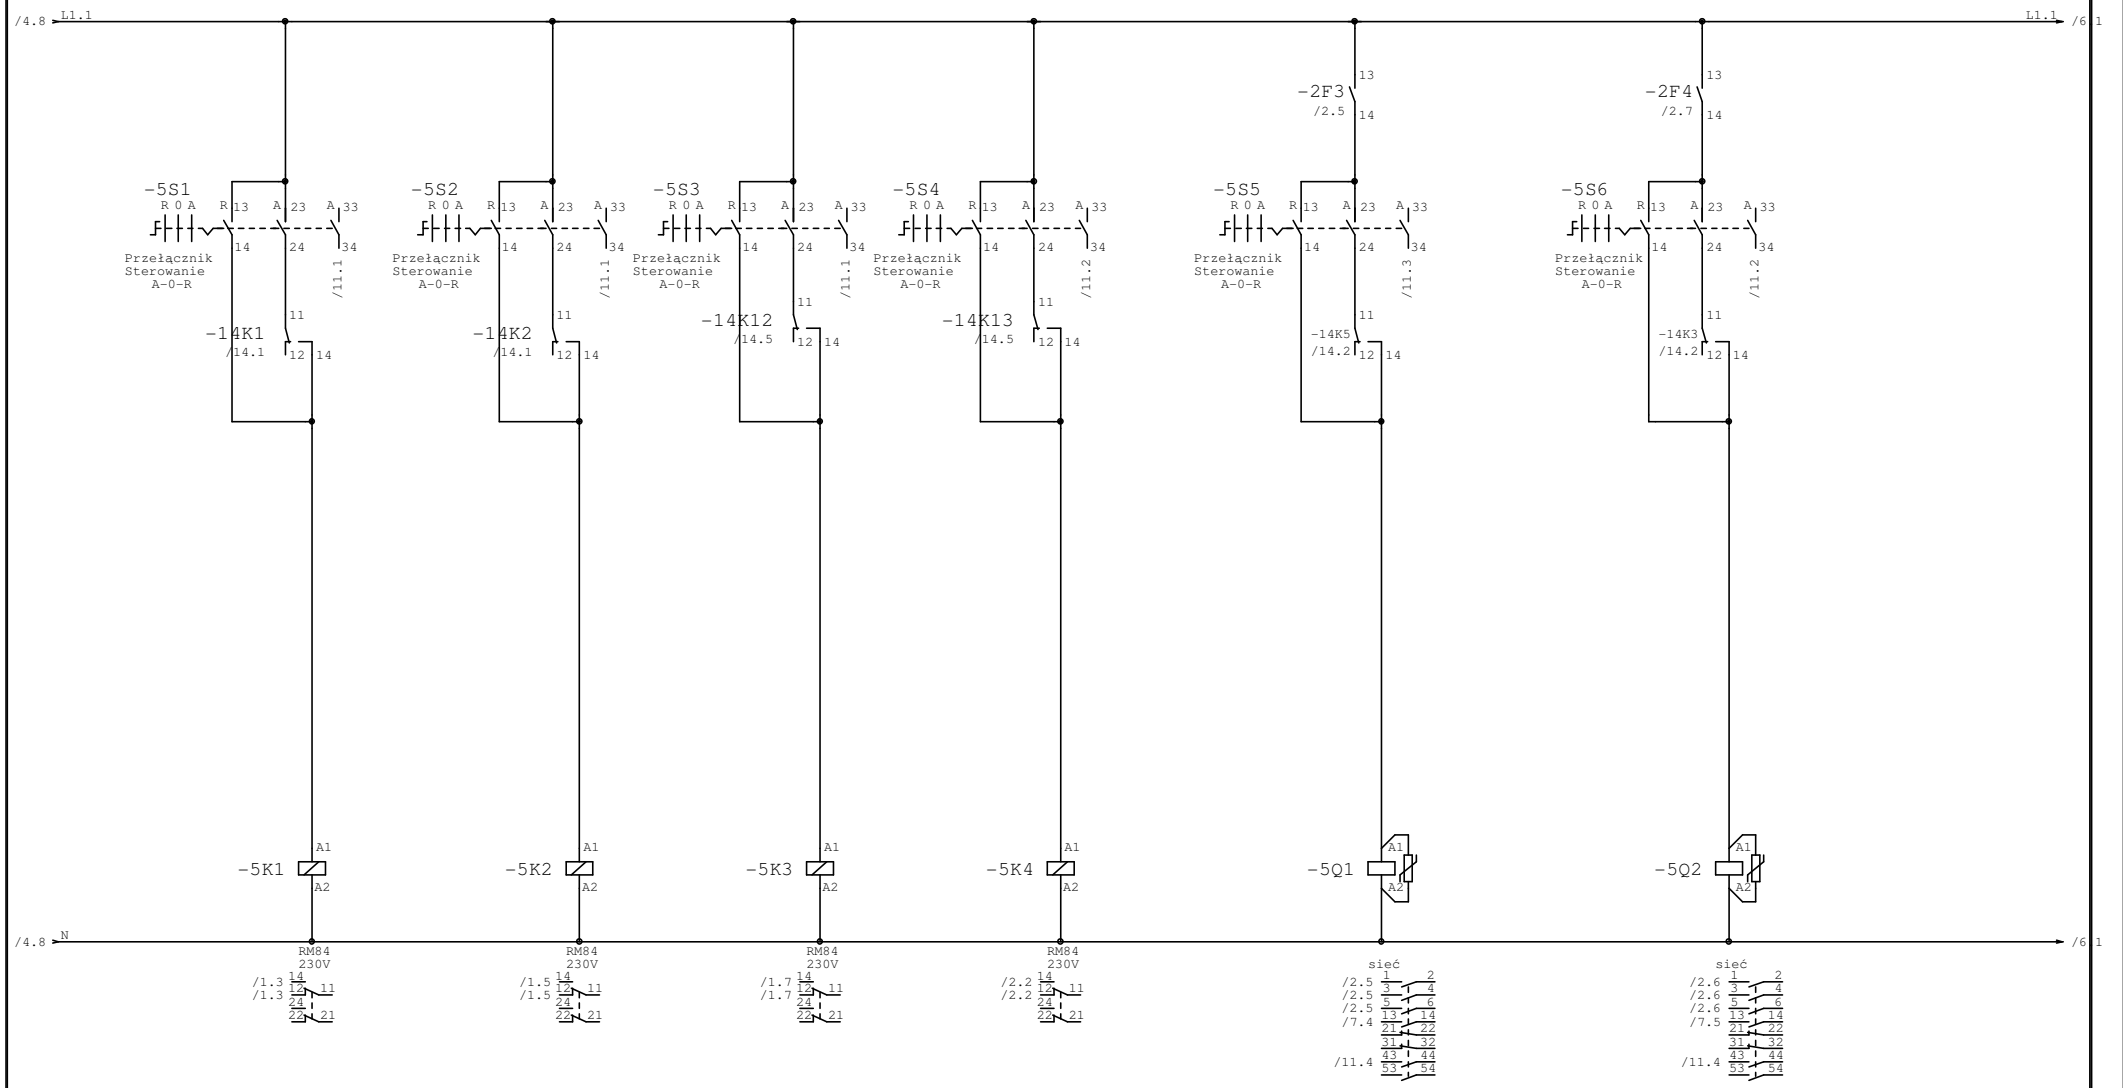 /4.8 L1.1 L1.1 /6.1
13 13
-2F3 -2F4
/2.5 14 /2.7 14
-5S1 -5S2 -5S3 -5S4 -5S5 -5S6
R 0 A R 13 A 23 A 33 R 0 A R 13 A 23 A 33 R 0 A R 13 A 23 A 33 R 0 A R 13 A 23 A 33 R 0 A R 13 A 23 A 33 R 0 A R 13 A 23 A 33
14 24 34 14 24 34 14 24 34 14 24 34 14 24 34 14 24 34
Przełącznik Przełącznik Przełącznik Przełącznik Przełącznik Przełącznik
Sterowanie Sterowanie Sterowanie Sterowanie Sterowanie Sterowanie
A-0-R A-0-R A-0-R A-0-R A-0-R A-0-R
/11.1 /11.1 /11.1 /11.2 /11.3 /11.2
11 11 11 11 11 11
-14K1 -14K2 -14K12 -14K13 -14K5 -14K3
/14.1 12 14 /14.1 12 14 /14.5 12 14 /14.5 12 14 /14.2 12 14 /14.2 12 14
A1 A1 A1 A1 A1 A1
-5K1 -5K2 -5K3 -5K4 -5Q1 -5Q2
A2 A2 A2 A2 A2 A2
/4.8 N /6.1
RM84 RM84 RM84 RM84
230V 230V 230V 230V sieć sieć
14 14 14 14 1 2 1 2
/1.3 /1.5 /1.7 /2.2 /2.5 /2.6
12 11 12 11 12 11 12 11 3 4 3 4
/1.3 /1.5 /1.7 /2.2 /2.5 /2.6
24 24 24 24 5 6 5 6
/2.5 /2.6
22 21 22 21 22 21 22 21 13 14 13 14
/7.4 /7.5
21 22 21 22
31 32 31 32
43 44 43 44
/11.4 /11.4
53 54 53 54